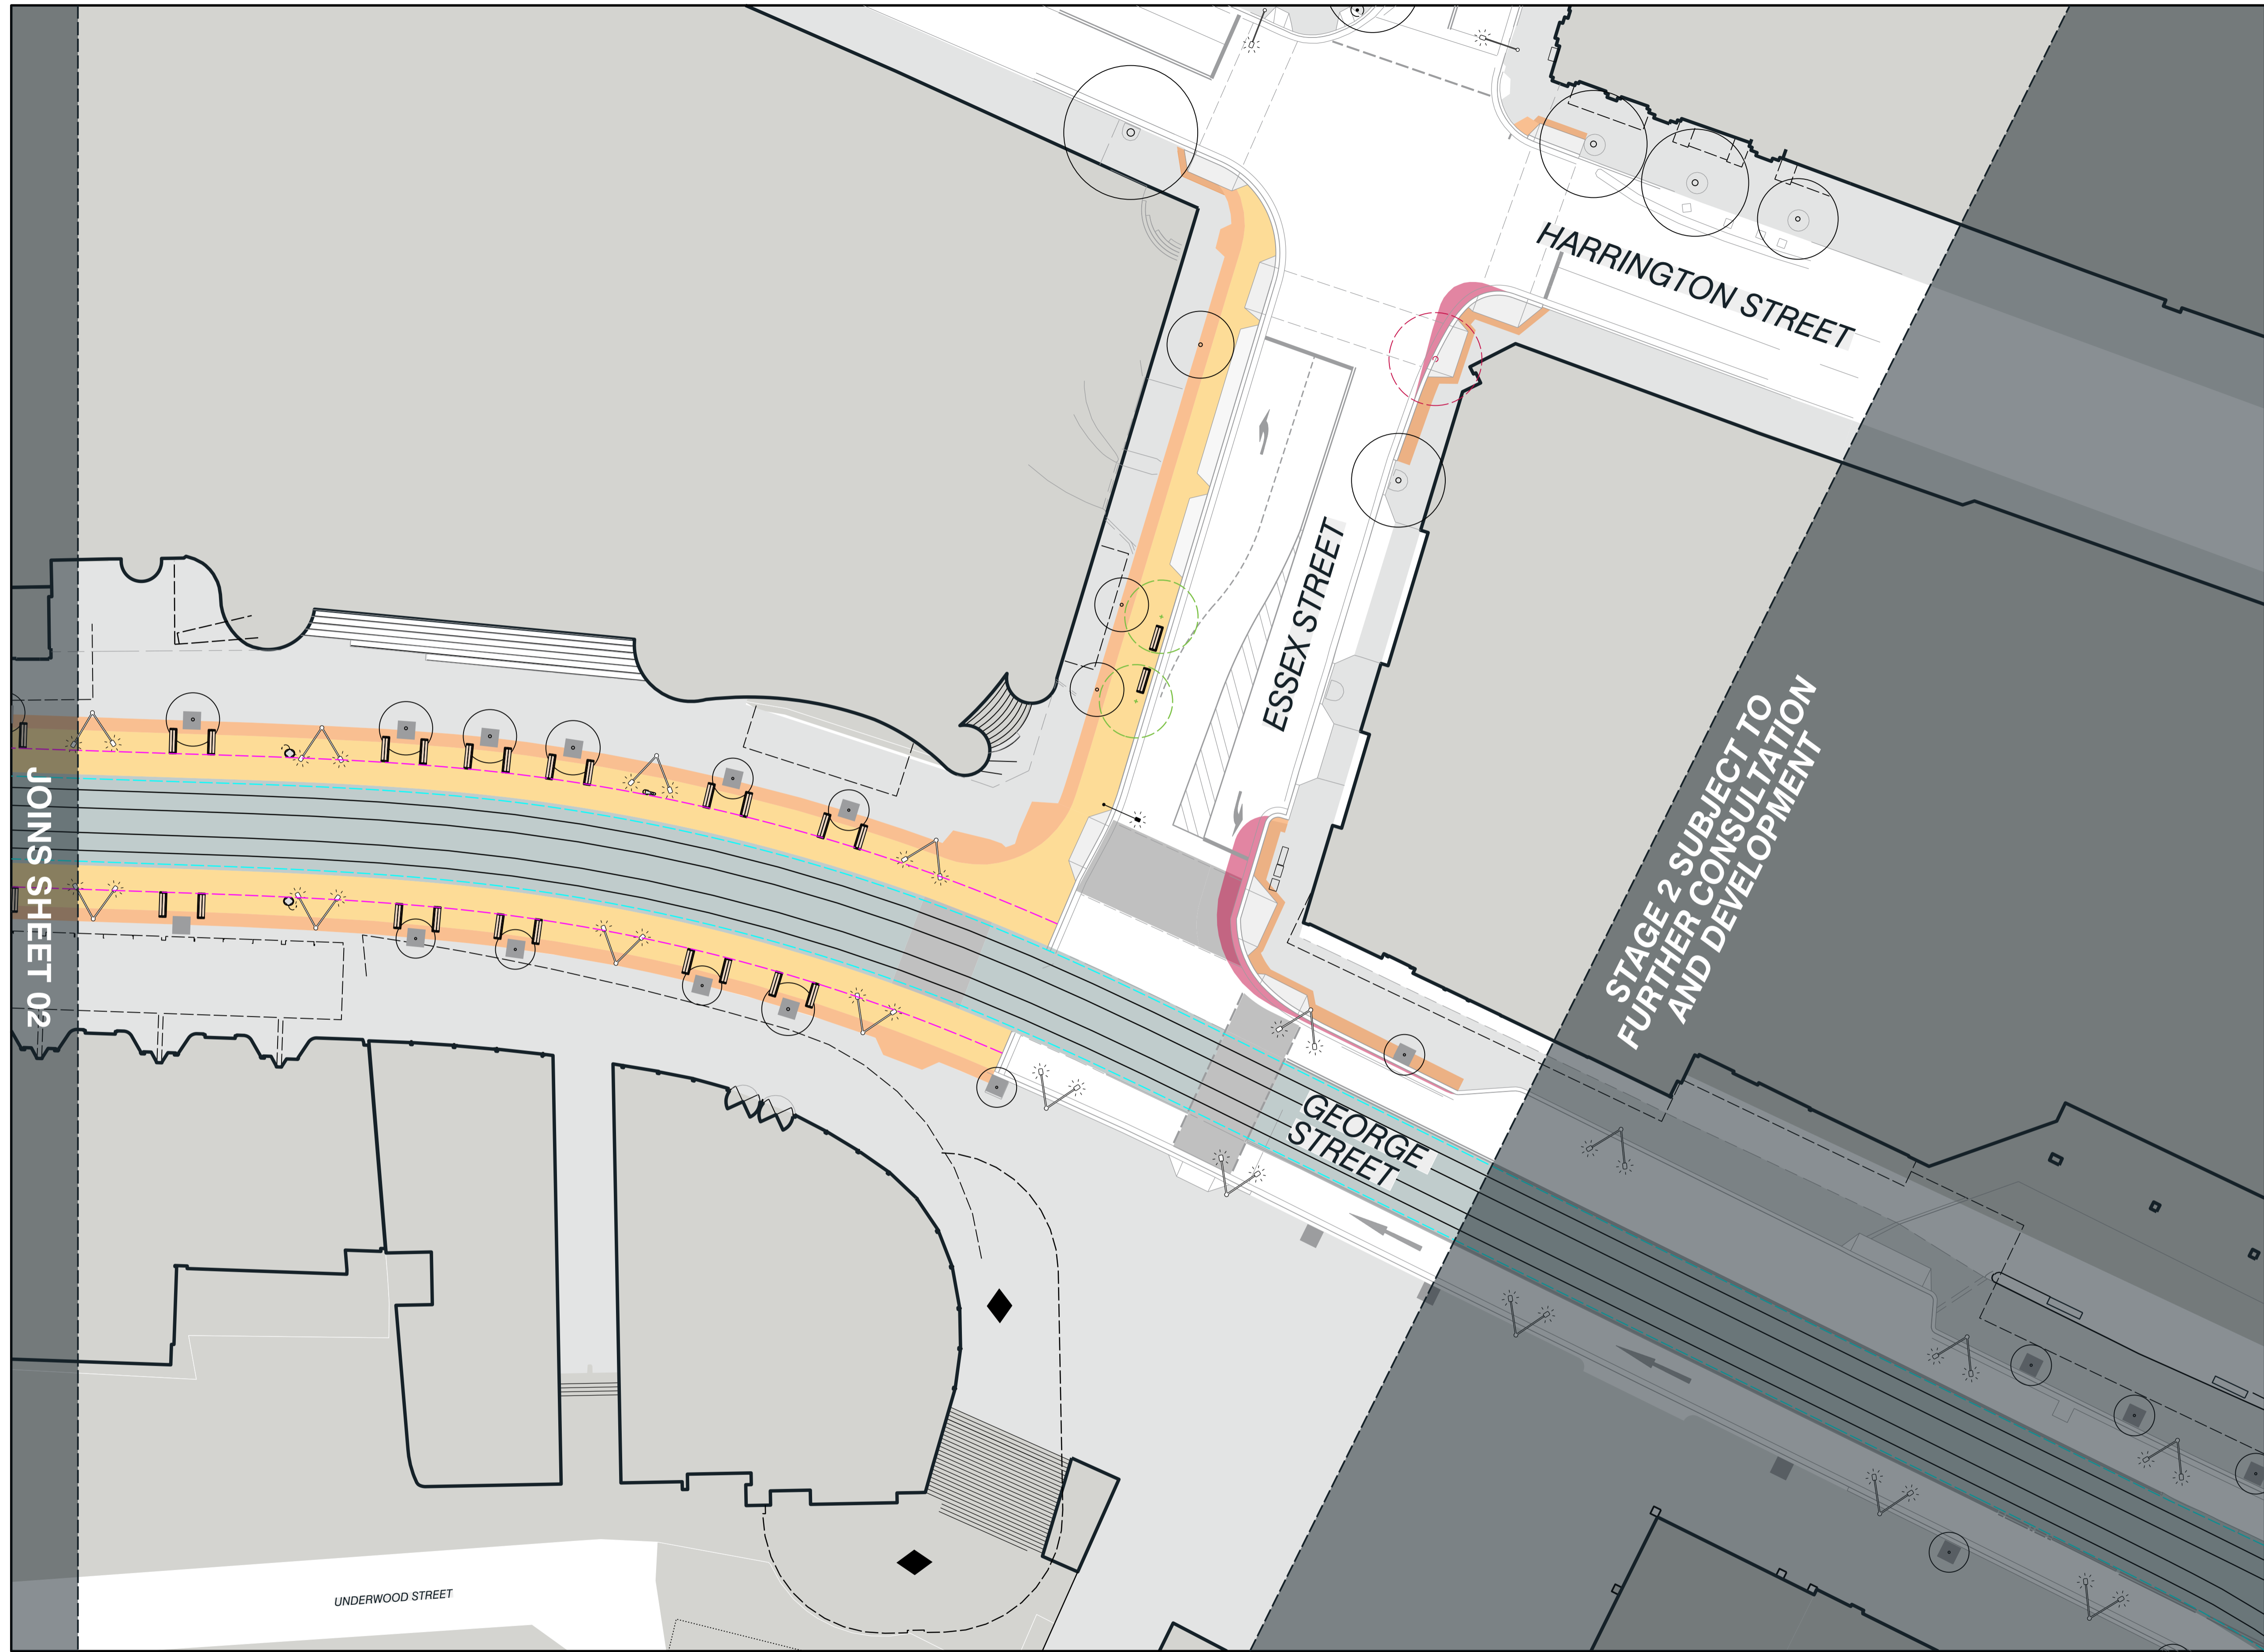 HARRINGTON STREET
ESSEX STREET
STAGE 2 SUBJECT TO
FURTHER CONSULTATION
AND DEVELOPMENT
JOINS SHEET 02
GEORGE
STREET
UNDERWOOD STREET